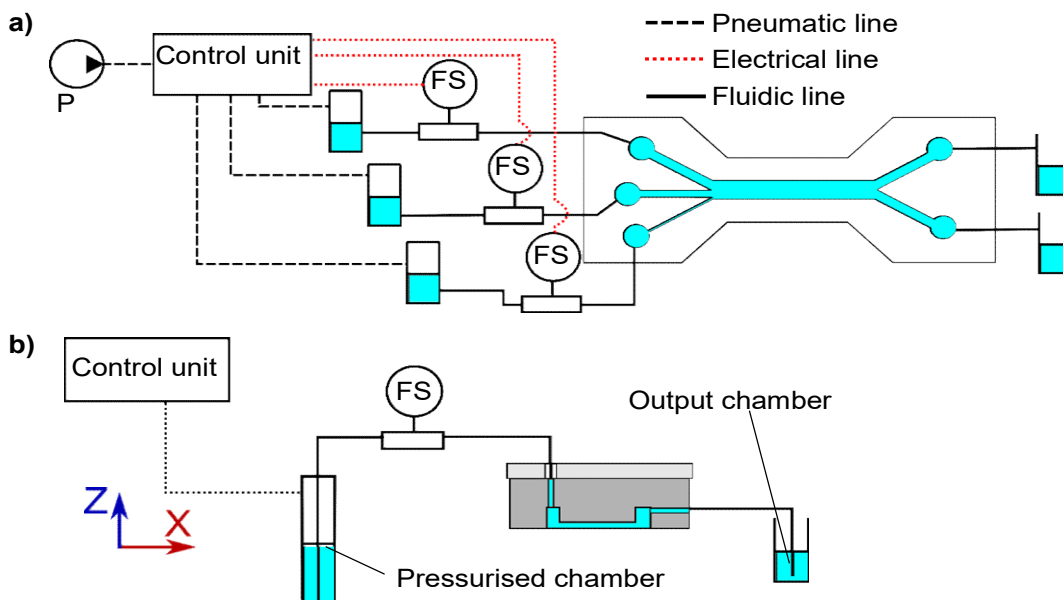 a)
Control unit
P
FS
FS
FS
Pneumatic line
Electrical line
Fluidic line
b)
Control unit
FS
Output chamber
Z
X
Pressurised chamber